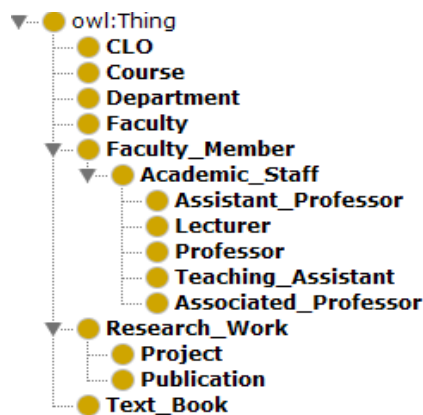 owl:Thing
CLO
Course
Department
Faculty
Faculty_Member
Academic_Staff
Assistant_Professor
Lecturer
Professor
Teaching_Assistant
Associated_Professor
Research_Work
Project
Publication
Text_Book